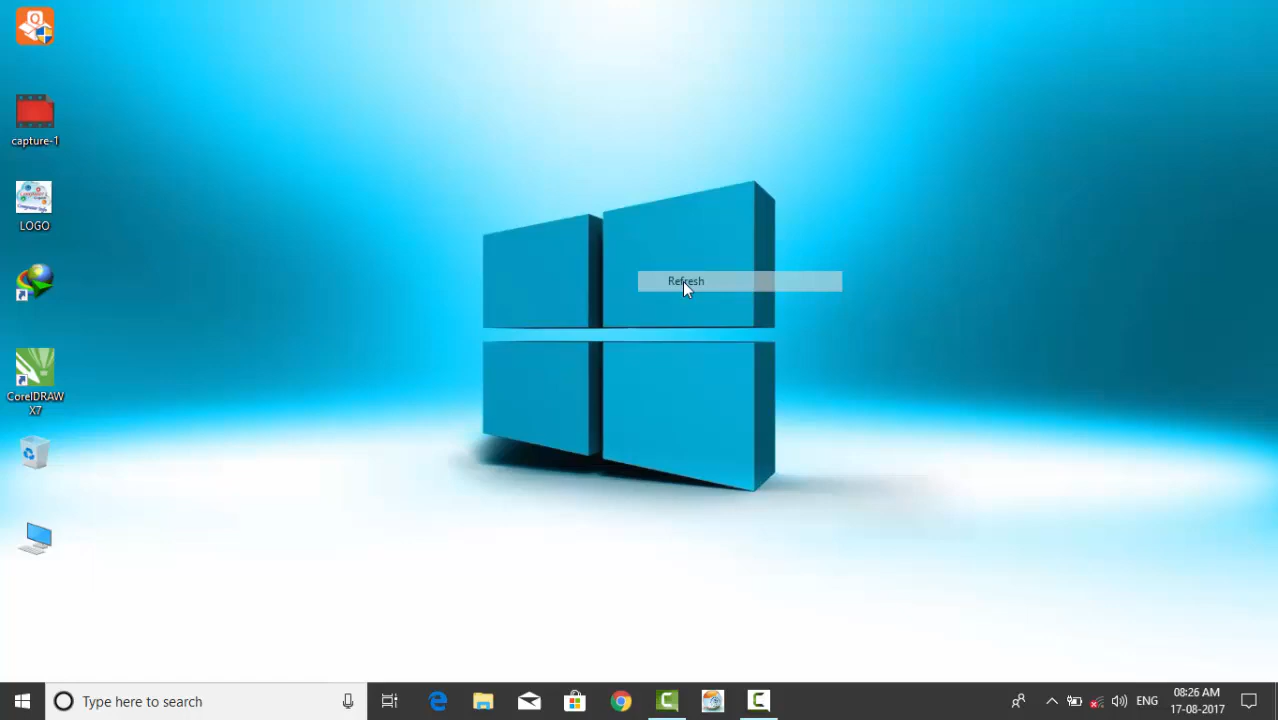 capture-1
LOGO
Refresh
CorelDRAW
X7
Type here to search
ENG
08:26 AM
17-08-2017